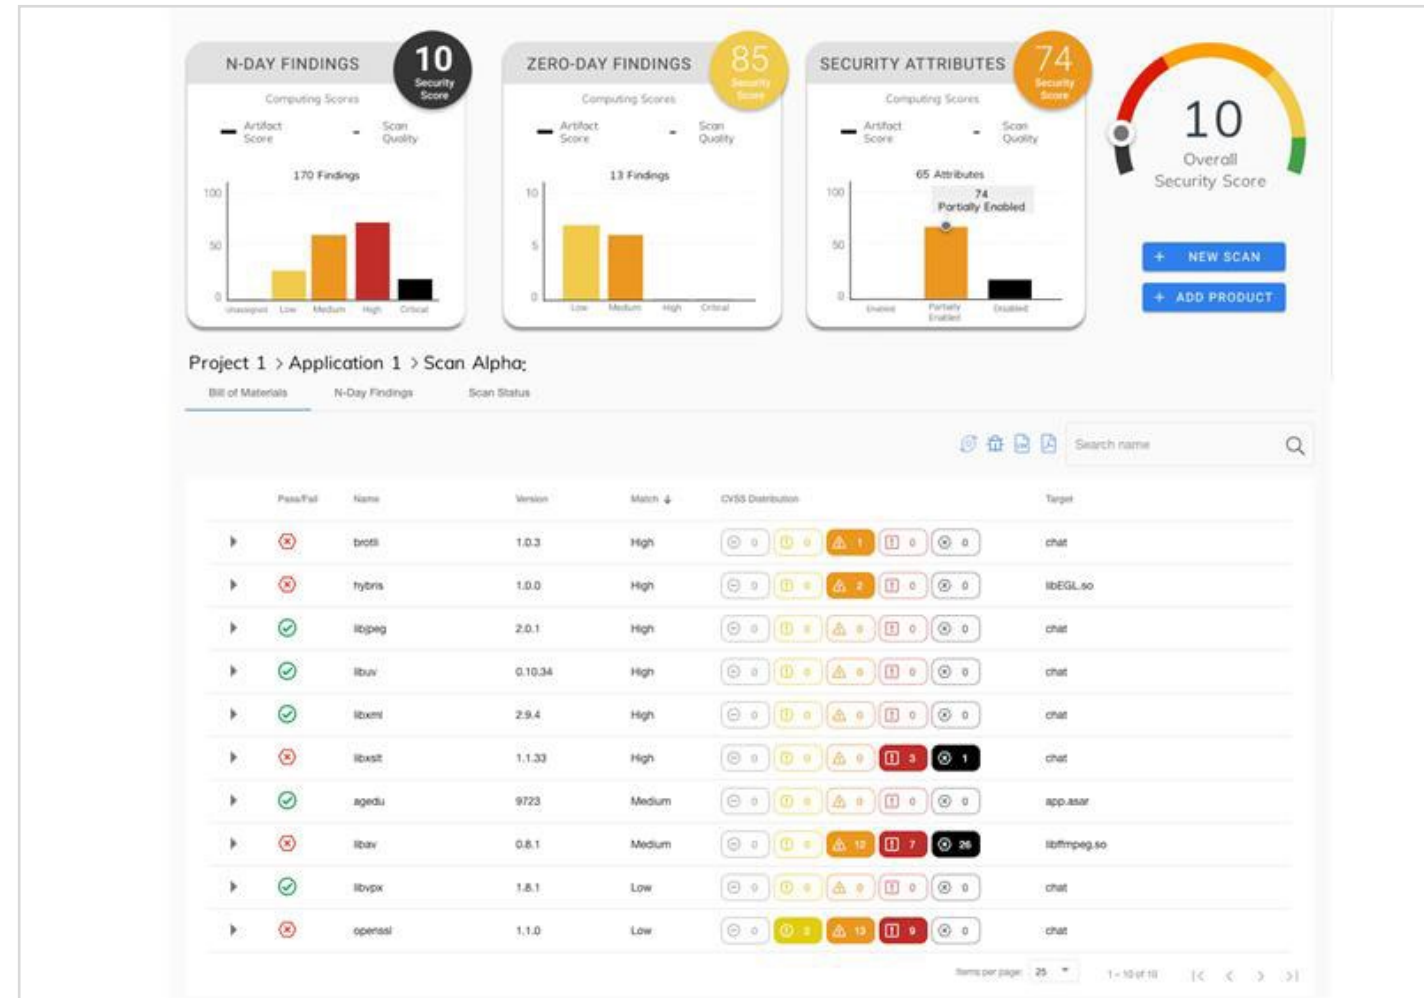 N-DAY FINDINGS
10
Security
Score
Computing Scores
Artifact
Score
Scan
Quality
170 Findings
100
50
0
Unassigned Low Medium High Critical
ZERO-DAY FINDINGS
85
Security
Score
Computing Scores
Artifact
Score
Scan
Quality
13 Findings
10
5
0
Low Medium High Critical
SECURITY ATTRIBUTES
74
Security
Score
Computing Scores
Artifact
Score
Scan
Quality
65 Attributes
74
Partially Enabled
100
50
0
Enabled Partially Enabled Disabled
10
Overall
Security Score
+ NEW SCAN
+ ADD PRODUCT
Project 1 > Application 1 > Scan Alpha:
Bill of Materials N-Day Findings Scan Status
Search name
Pass/Fail Name Version Match CVSS Distribution Target
brotli 1.0.3 High 0 0 1 0 0 chat
hybris 1.0.0 High 0 0 2 0 0 libEGL.so
libjpeg 2.0.1 High 0 0 0 0 0 chat
libuv 0.10.34 High 0 0 0 0 0 chat
libxml 2.9.4 High 0 0 0 0 0 chat
libxslt 1.1.33 High 0 0 0 3 1 chat
agedu 9723 Medium 0 0 0 0 0 app.asar
libav 0.8.1 Medium 0 0 12 7 26 libffmpeg.so
libvpx 1.8.1 Low 0 0 0 0 0 chat
openssl 1.1.0 Low 0 2 13 9 0 chat
Items per page: 25 1 – 10 of 10